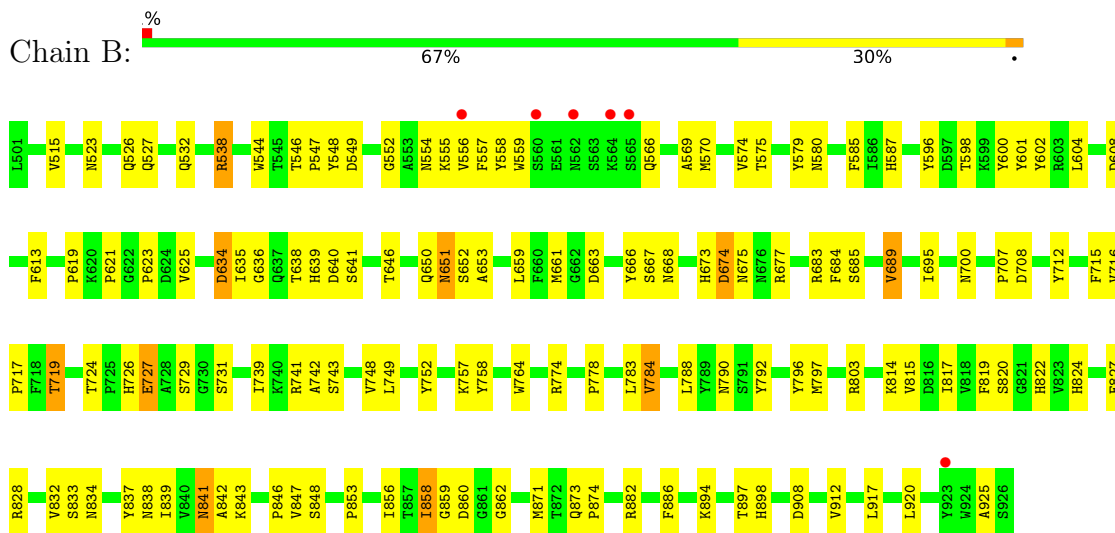 .%
Chain B:
67% 30% .
L501 V515 N523 Q526 Q527 Q532 R538 W544 T545 T546 P547 Y548 D549 G552 A553 N554 K555 V556 F557 Y558 W559 S560 E561 N562 S563 K564 S565 Q566 A569 M570 V574 T575 Y579 N580 F585 I586 H587 Y596 D597 T598 K599 Y600 Y601 Y602 R603 L604
F613 P619 K620 P621 G622 P623 D624 V625 D634 I635 G636 Q637 T638 H639 D640 S641 T646 Q650 N651 S652 A653 L659 F660 M661 G662 D663 Y666 S667 N668 H673 D674 N675 N676 R677 R683 F684 S685 V689 I695 N700 P707 D708 Y712 F715
P717 F718 T719 T724 P725 H726 E727 A728 S729 G730 S731 I739 K740 R741 A742 S743 V748 L749 Y752 K757 Y758 W764 R774 P778 L783 V784 L788 Y789 N790 S791 Y792 Y796 M797 R803 K814 V815 D816 I817 V818 F819 S820 G821 H822 V823 H824
R828 V832 S833 N834 Y837 N838 I839 V840 N841 A842 K843 P846 V847 S848 P853 I856 T857 I858 G859 D860 G861 G862 M871 T872 Q873 P874 R882 F886 K894 T897 H898 D908 V912 L917 L920 Y923 W924 A925 S926